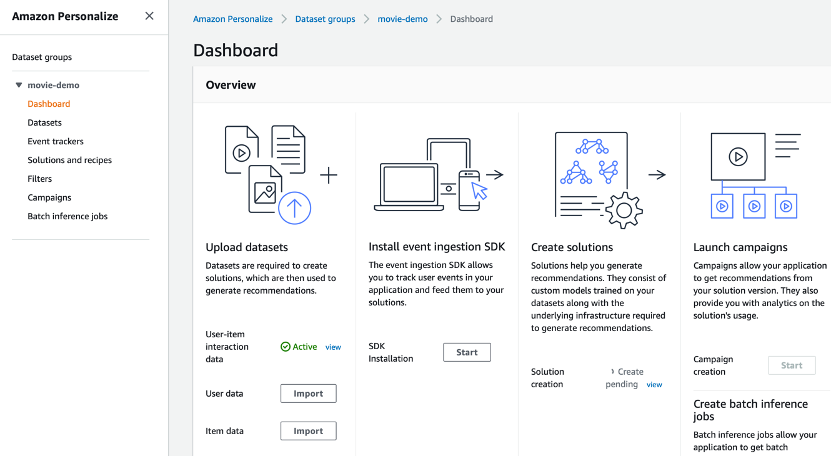 Amazon Personalize
Dataset groups
movie-demo
Dashboard
Datasets
Event trackers
Solutions and recipes
Filters
Campaigns
Batch inference jobs
Amazon Personalize > Dataset groups > movie-demo > Dashboard
Dashboard
Overview
Upload datasets
Datasets are required to create
solutions, which are then used to
generate recommendations.
User-item
interaction
data
Active view
User data
Import
Item data
Import
Install event ingestion SDK
The event ingestion SDK allows
you to track user events in your
application and feed them to your
solutions.
SDK
Installation
Start
Create solutions
Solutions help you generate
recommendations. They consist of
custom models trained on your
datasets along with the
underlying infrastructure required
to generate recommendations.
Solution
creation
Create
pending view
Launch campaigns
Campaigns allow your application
to get recommendations from
your solution version. They also
provide you with analytics on the
solution's usage.
Campaign
creation
Start
Create batch inference
jobs
Batch inference jobs allow your
application to get batch